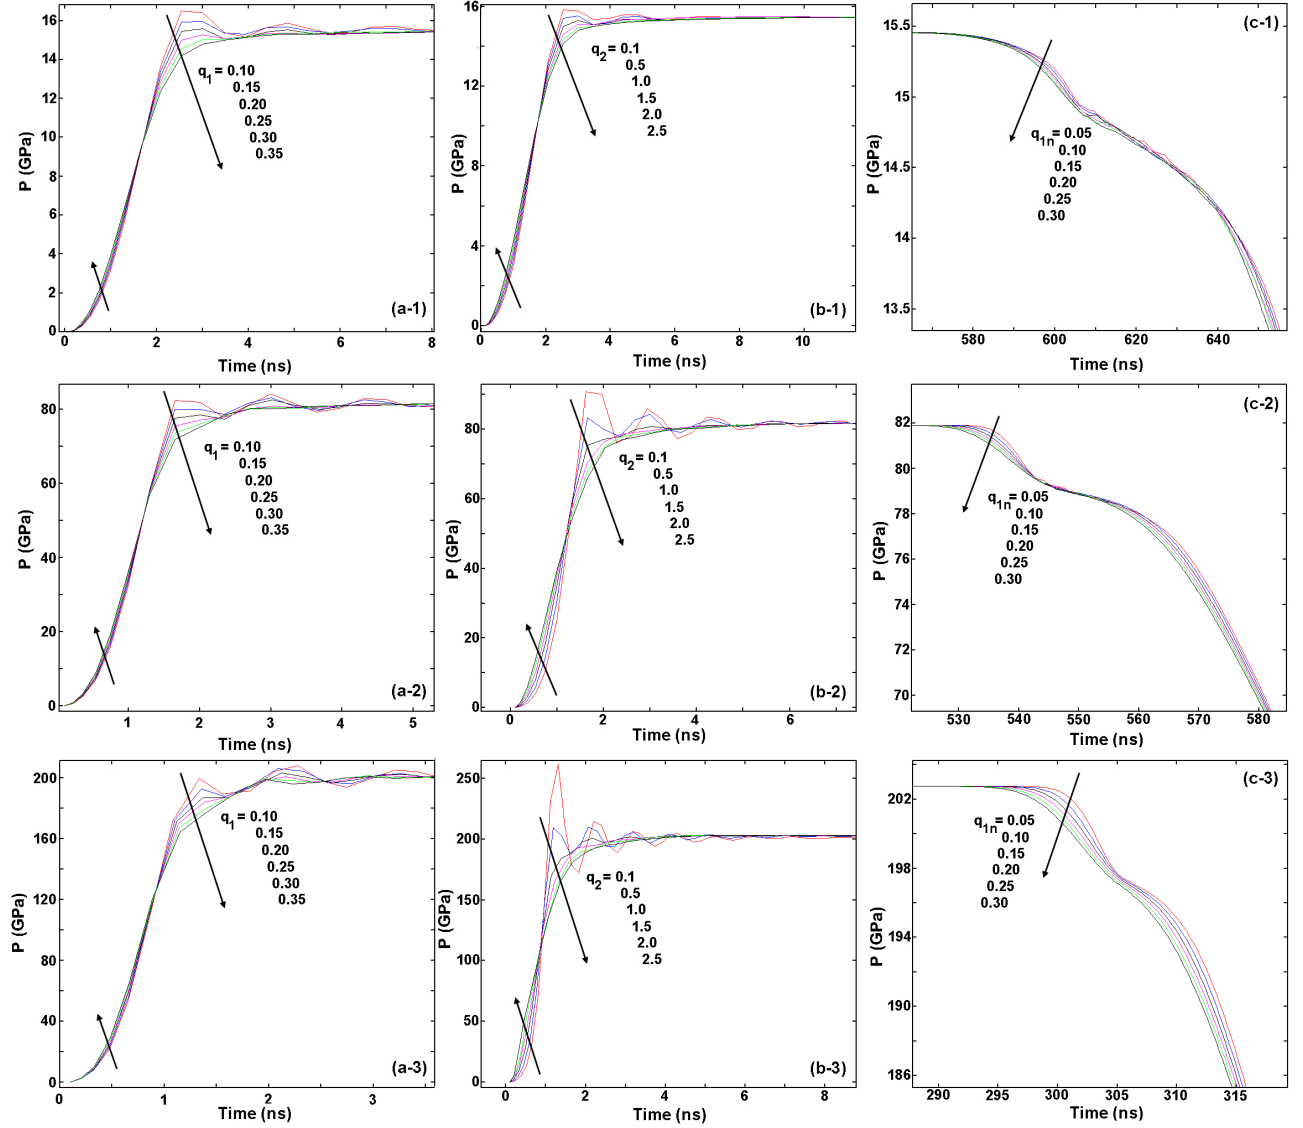 16
14
12
10
8
6
4
2
0
P (GPa)
q1 = 0.10
0.15
0.20
0.25
0.30
0.35
(a-1)
0 2 4 6 8
Time (ns)
16
12
8
4
0
P (GPa)
q2 = 0.1
0.5
1.0
1.5
2.0
2.5
(b-1)
0 2 4 6 8 10
Time (ns)
15.5
15
14.5
14
13.5
P (GPa)
(c-1)
q1n = 0.05
0.10
0.15
0.20
0.25
0.30
580 600 620 640
Time (ns)
80
60
40
20
0
P (GPa)
q1 = 0.10
0.15
0.20
0.25
0.30
0.35
(a-2)
1 2 3 4 5
Time (ns)
80
60
40
20
0
P (GPa)
q2 = 0.1
0.5
1.0
1.5
2.0
2.5
(b-2)
0 2 4 6
Time (ns)
82
80
78
76
74
72
70
P (GPa)
(c-2)
q1n = 0.05
0.10
0.15
0.20
0.25
0.30
530 540 550 560 570 580
Time (ns)
200
160
120
80
40
0
P (GPa)
q1 = 0.10
0.15
0.20
0.25
0.30
0.35
(a-3)
0 1 2 3
Time (ns)
250
200
150
100
50
0
P (GPa)
q2 = 0.1
0.5
1.0
1.5
2.0
2.5
(b-3)
0 2 4 6 8
Time (ns)
202
198
194
190
186
P (GPa)
(c-3)
q1n = 0.05
0.10
0.15
0.20
0.25
0.30
290 295 300 305 310 315
Time (ns)